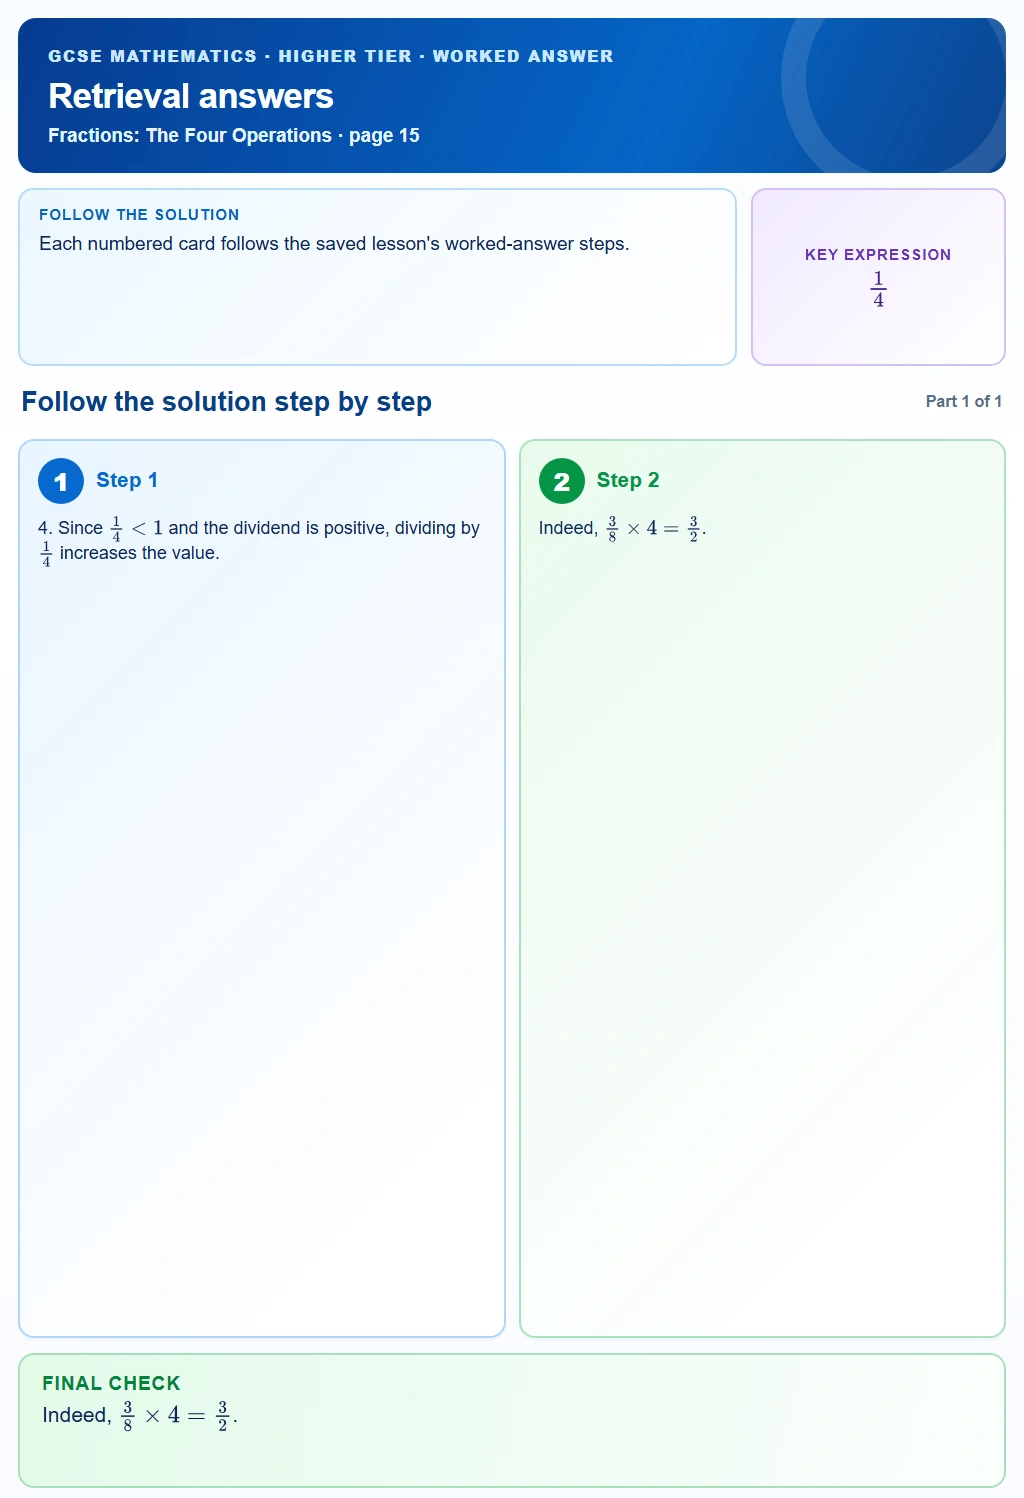 GCSE MATHEMATICS · HIGHER TIER · WORKED ANSWER
Retrieval answers
Fractions: The Four Operations · page 15
FOLLOW THE SOLUTION
Each numbered card follows the saved lesson's worked-answer steps.
KEY EXPRESSION
1/4
Follow the solution step by step
Part 1 of 1
1 Step 1
4. Since 1/4 < 1 and the dividend is positive, dividing by
1/4 increases the value.
2 Step 2
Indeed, 3/8 × 4 = 3/2.
FINAL CHECK
Indeed, 3/8 × 4 = 3/2.